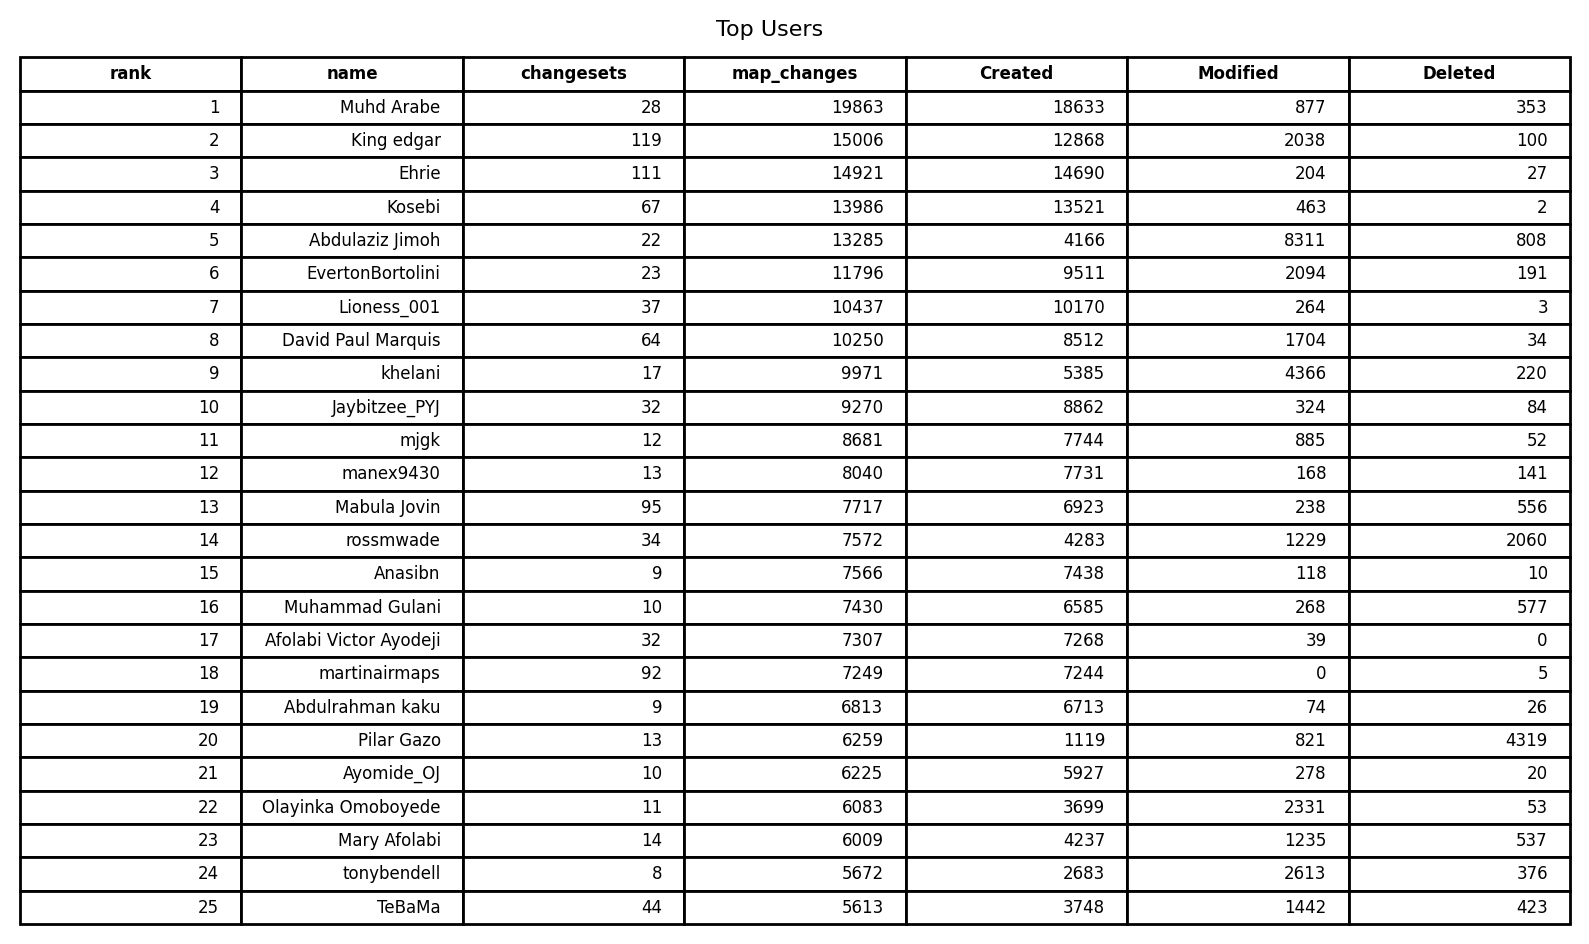 Top Users
rank name changesets map_changes Created Modified Deleted
1 Muhd Arabe 28 19863 18633 877 353
2 King edgar 119 15006 12868 2038 100
3 Ehrie 111 14921 14690 204 27
4 Kosebi 67 13986 13521 463 2
5 Abdulaziz Jimoh 22 13285 4166 8311 808
6 EvertonBortolini 23 11796 9511 2094 191
7 Lioness_001 37 10437 10170 264 3
8 David Paul Marquis 64 10250 8512 1704 34
9 khelani 17 9971 5385 4366 220
10 Jaybitzee_PYJ 32 9270 8862 324 84
11 mjgk 12 8681 7744 885 52
12 manex9430 13 8040 7731 168 141
13 Mabula Jovin 95 7717 6923 238 556
14 rossmwade 34 7572 4283 1229 2060
15 Anasibn 9 7566 7438 118 10
16 Muhammad Gulani 10 7430 6585 268 577
17 Afolabi Victor Ayodeji 32 7307 7268 39 0
18 martinairmaps 92 7249 7244 0 5
19 Abdulrahman kaku 9 6813 6713 74 26
20 Pilar Gazo 13 6259 1119 821 4319
21 Ayomide_OJ 10 6225 5927 278 20
22 Olayinka Omoboyede 11 6083 3699 2331 53
23 Mary Afolabi 14 6009 4237 1235 537
24 tonybendell 8 5672 2683 2613 376
25 TeBaMa 44 5613 3748 1442 423